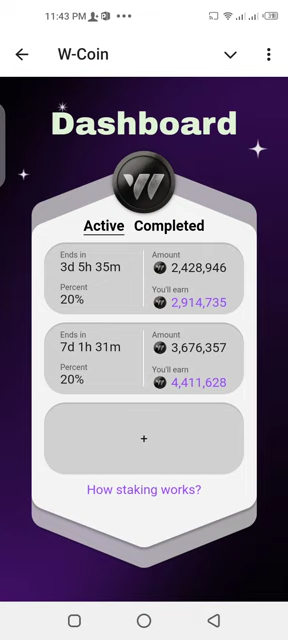 11:43 PM
W-Coin
Dashboard
Active Completed
Ends in
3d 5h 35m
Amount
2,428,946
Percent
20%
You'll earn
2,914,735
Ends in
7d 1h 31m
Amount
3,676,357
Percent
20%
You'll earn
4,411,628
+
How staking works?